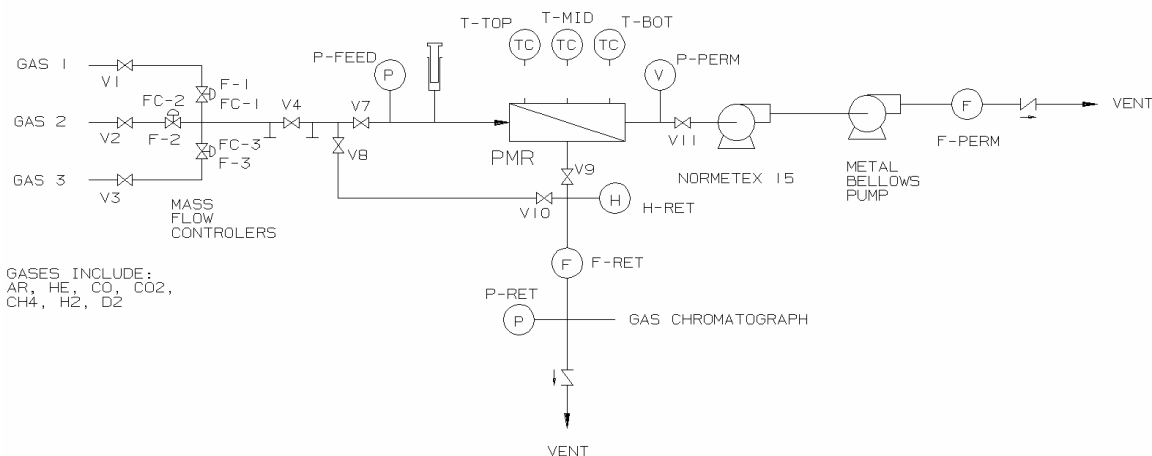 T-TOP
T-MID
T-BOT
TC
TC
TC
P-FEED
P
P-PERM
V
GAS 1
V1
F-1
FC-1
FC-2
GAS 2
V2
F-2
V4
V7
V11
F
VENT
F-PERM
FC-3
F-3
V8
PMR
V9
GAS 3
V3
NORMETEX 15
METAL
BELLOWS
PUMP
MASS
FLOW
CONTROLERS
V10
H
H-RET
GASES INCLUDE:
AR, HE, CO, CO2,
CH4, H2, D2
F
F-RET
P-RET
P
GAS CHROMATOGRAPH
VENT